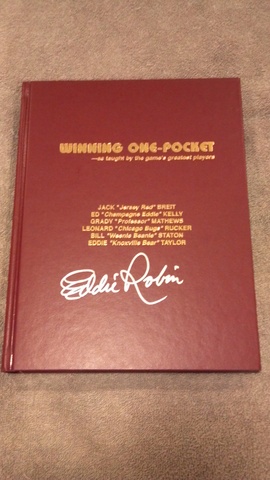 WINNING ONE-POCKET
—as taught by the game's greatest players
JACK "Jersey Red" BREIT
ED "Champagne Eddie" KELLY
GRADY "Professor" MATHEWS
LEONARD "Chicago Bugs" RUCKER
BILL "Weenie Beanie" STATON
EDDIE "Knoxville Bear" TAYLOR
Eddie Robin